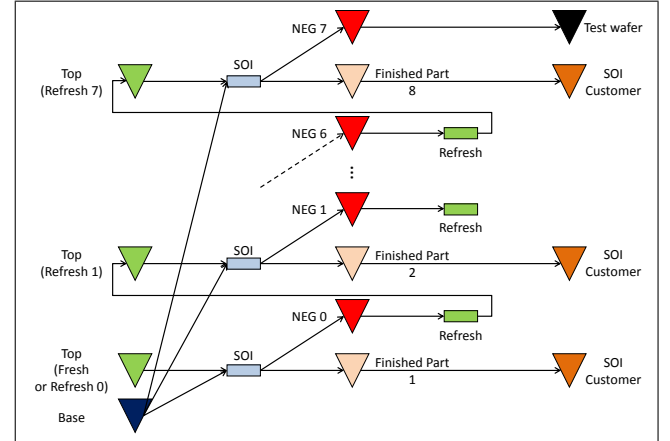 NEG 7
Test wafer
Top
(Refresh 7)
SOI
Finished Part
8
SOI
Customer
NEG 6
Refresh
...
NEG 1
Refresh
Top
(Refresh 1)
SOI
Finished Part
2
SOI
Customer
NEG 0
Refresh
Top
(Fresh
or Refresh 0)
SOI
Finished Part
1
SOI
Customer
Base